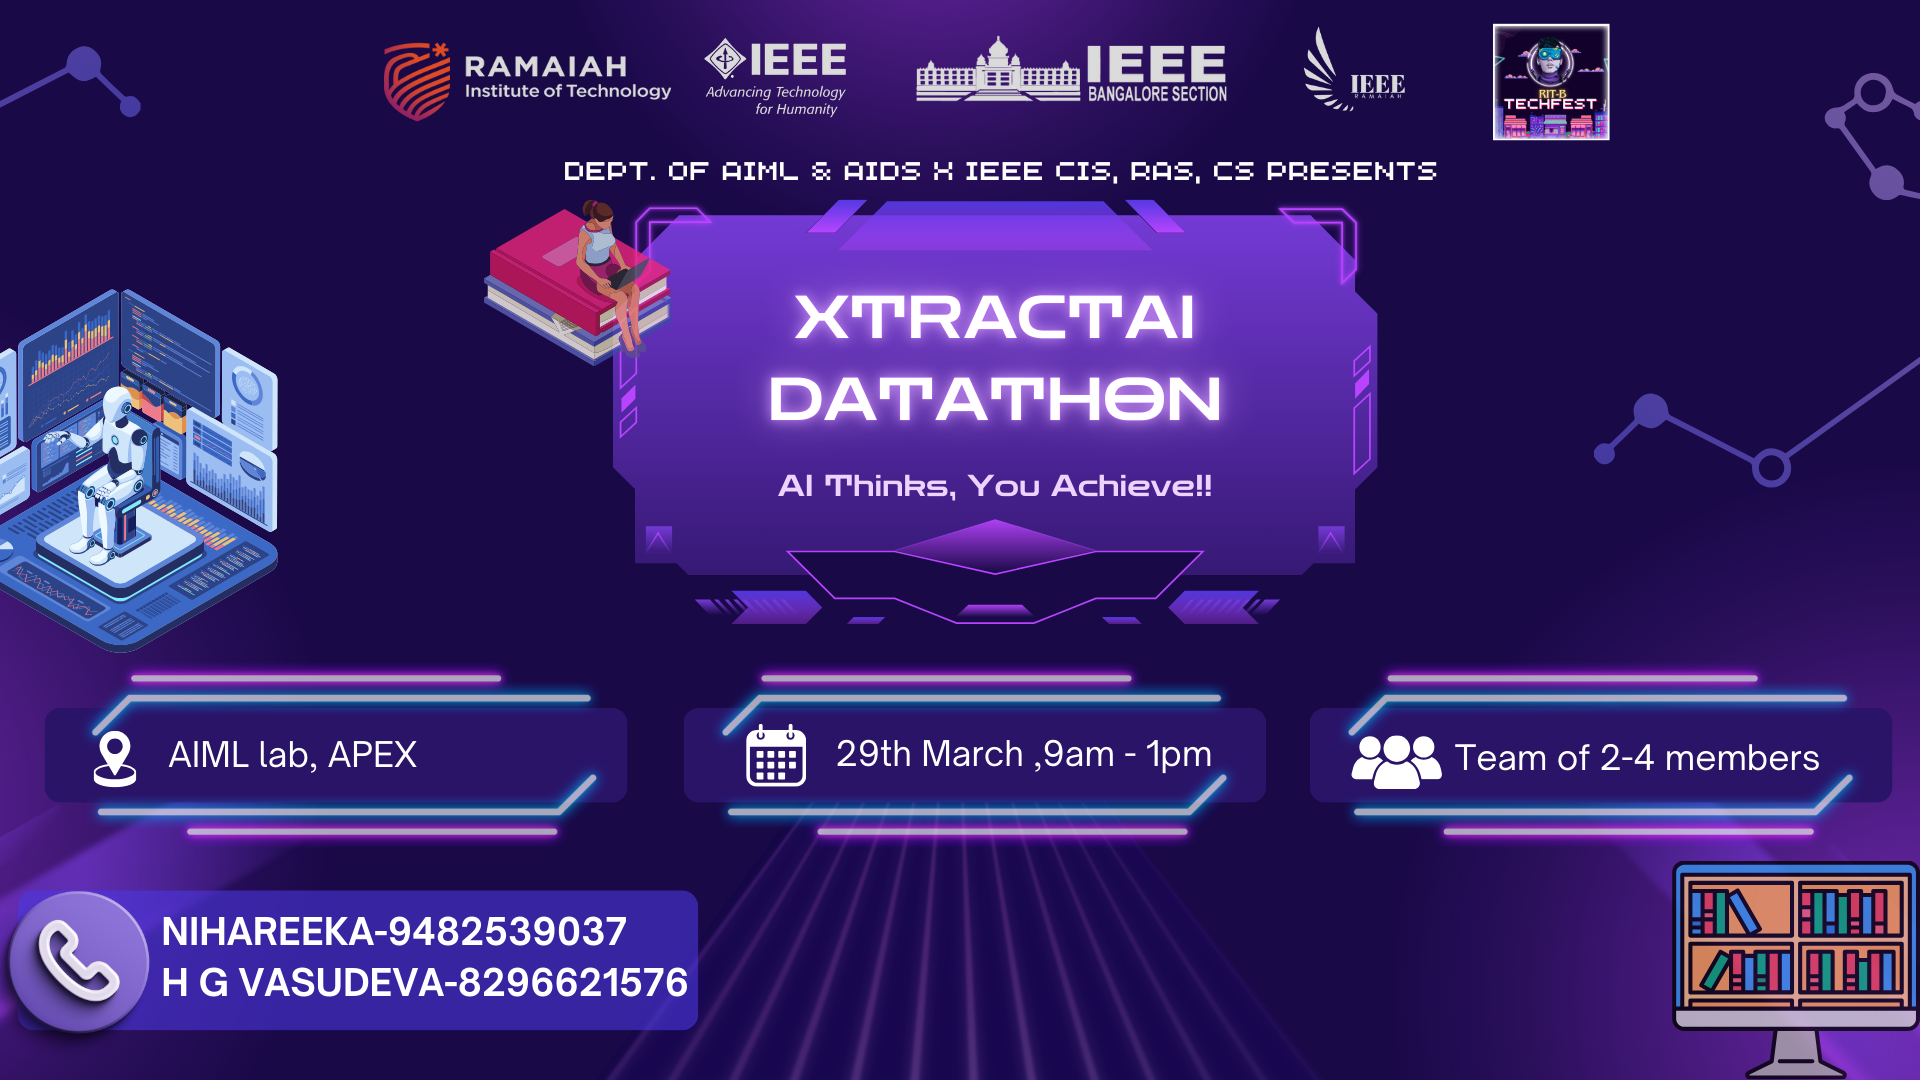 RAMAIAH
Institute of Technology
IEEE
Advancing Technology
for Humanity
IEEE
BANGALORE SECTION
IEEE
RAMAIAH
RIT-B
TECHFEST
DEPT. OF AIML & AIDS X IEEE CIS, RAS, CS PRESENTS
XTRACTAI
DATATHON
AI Thinks, You Achieve!!
AIML lab, APEX
29th March ,9am - 1pm
Team of 2-4 members
NIHAREEKA-9482539037
H G VASUDEVA-8296621576